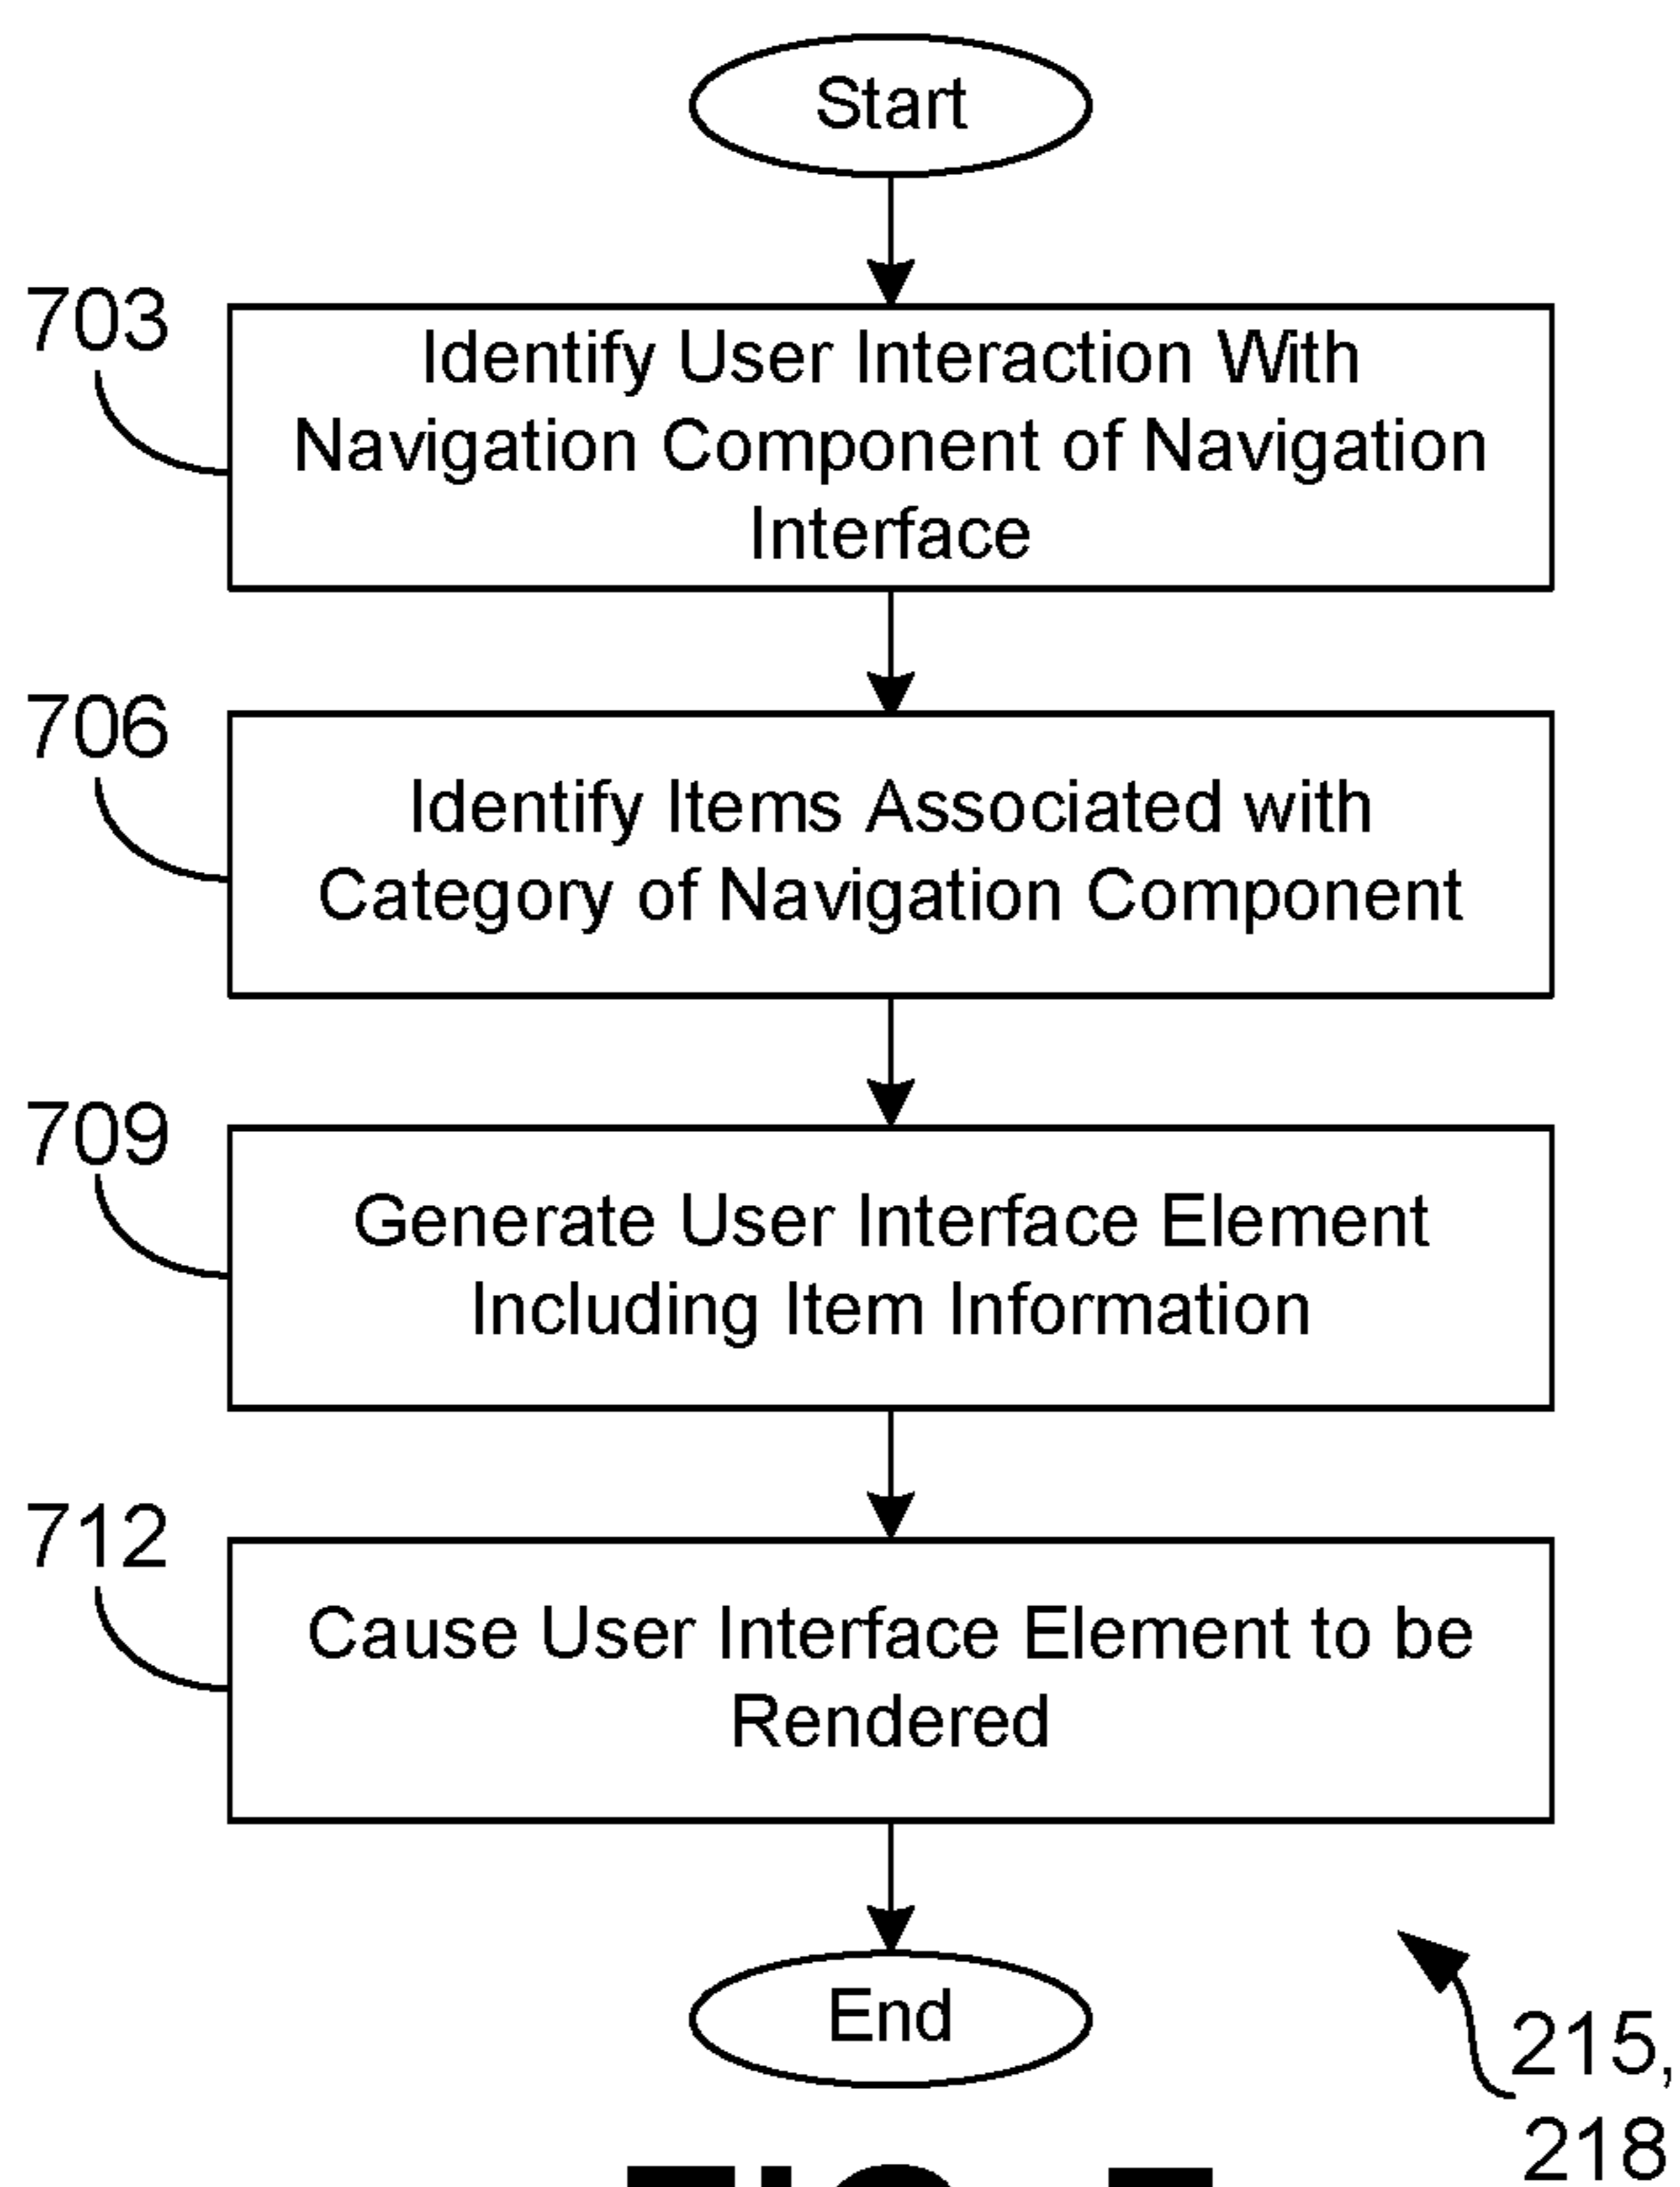 Start
703
Identify User Interaction With
Navigation Component of Navigation
Interface
706
Identify Items Associated with
Category of Navigation Component
709
Generate User Interface Element
Including Item Information
712
Cause User Interface Element to be
Rendered
End
215,
218